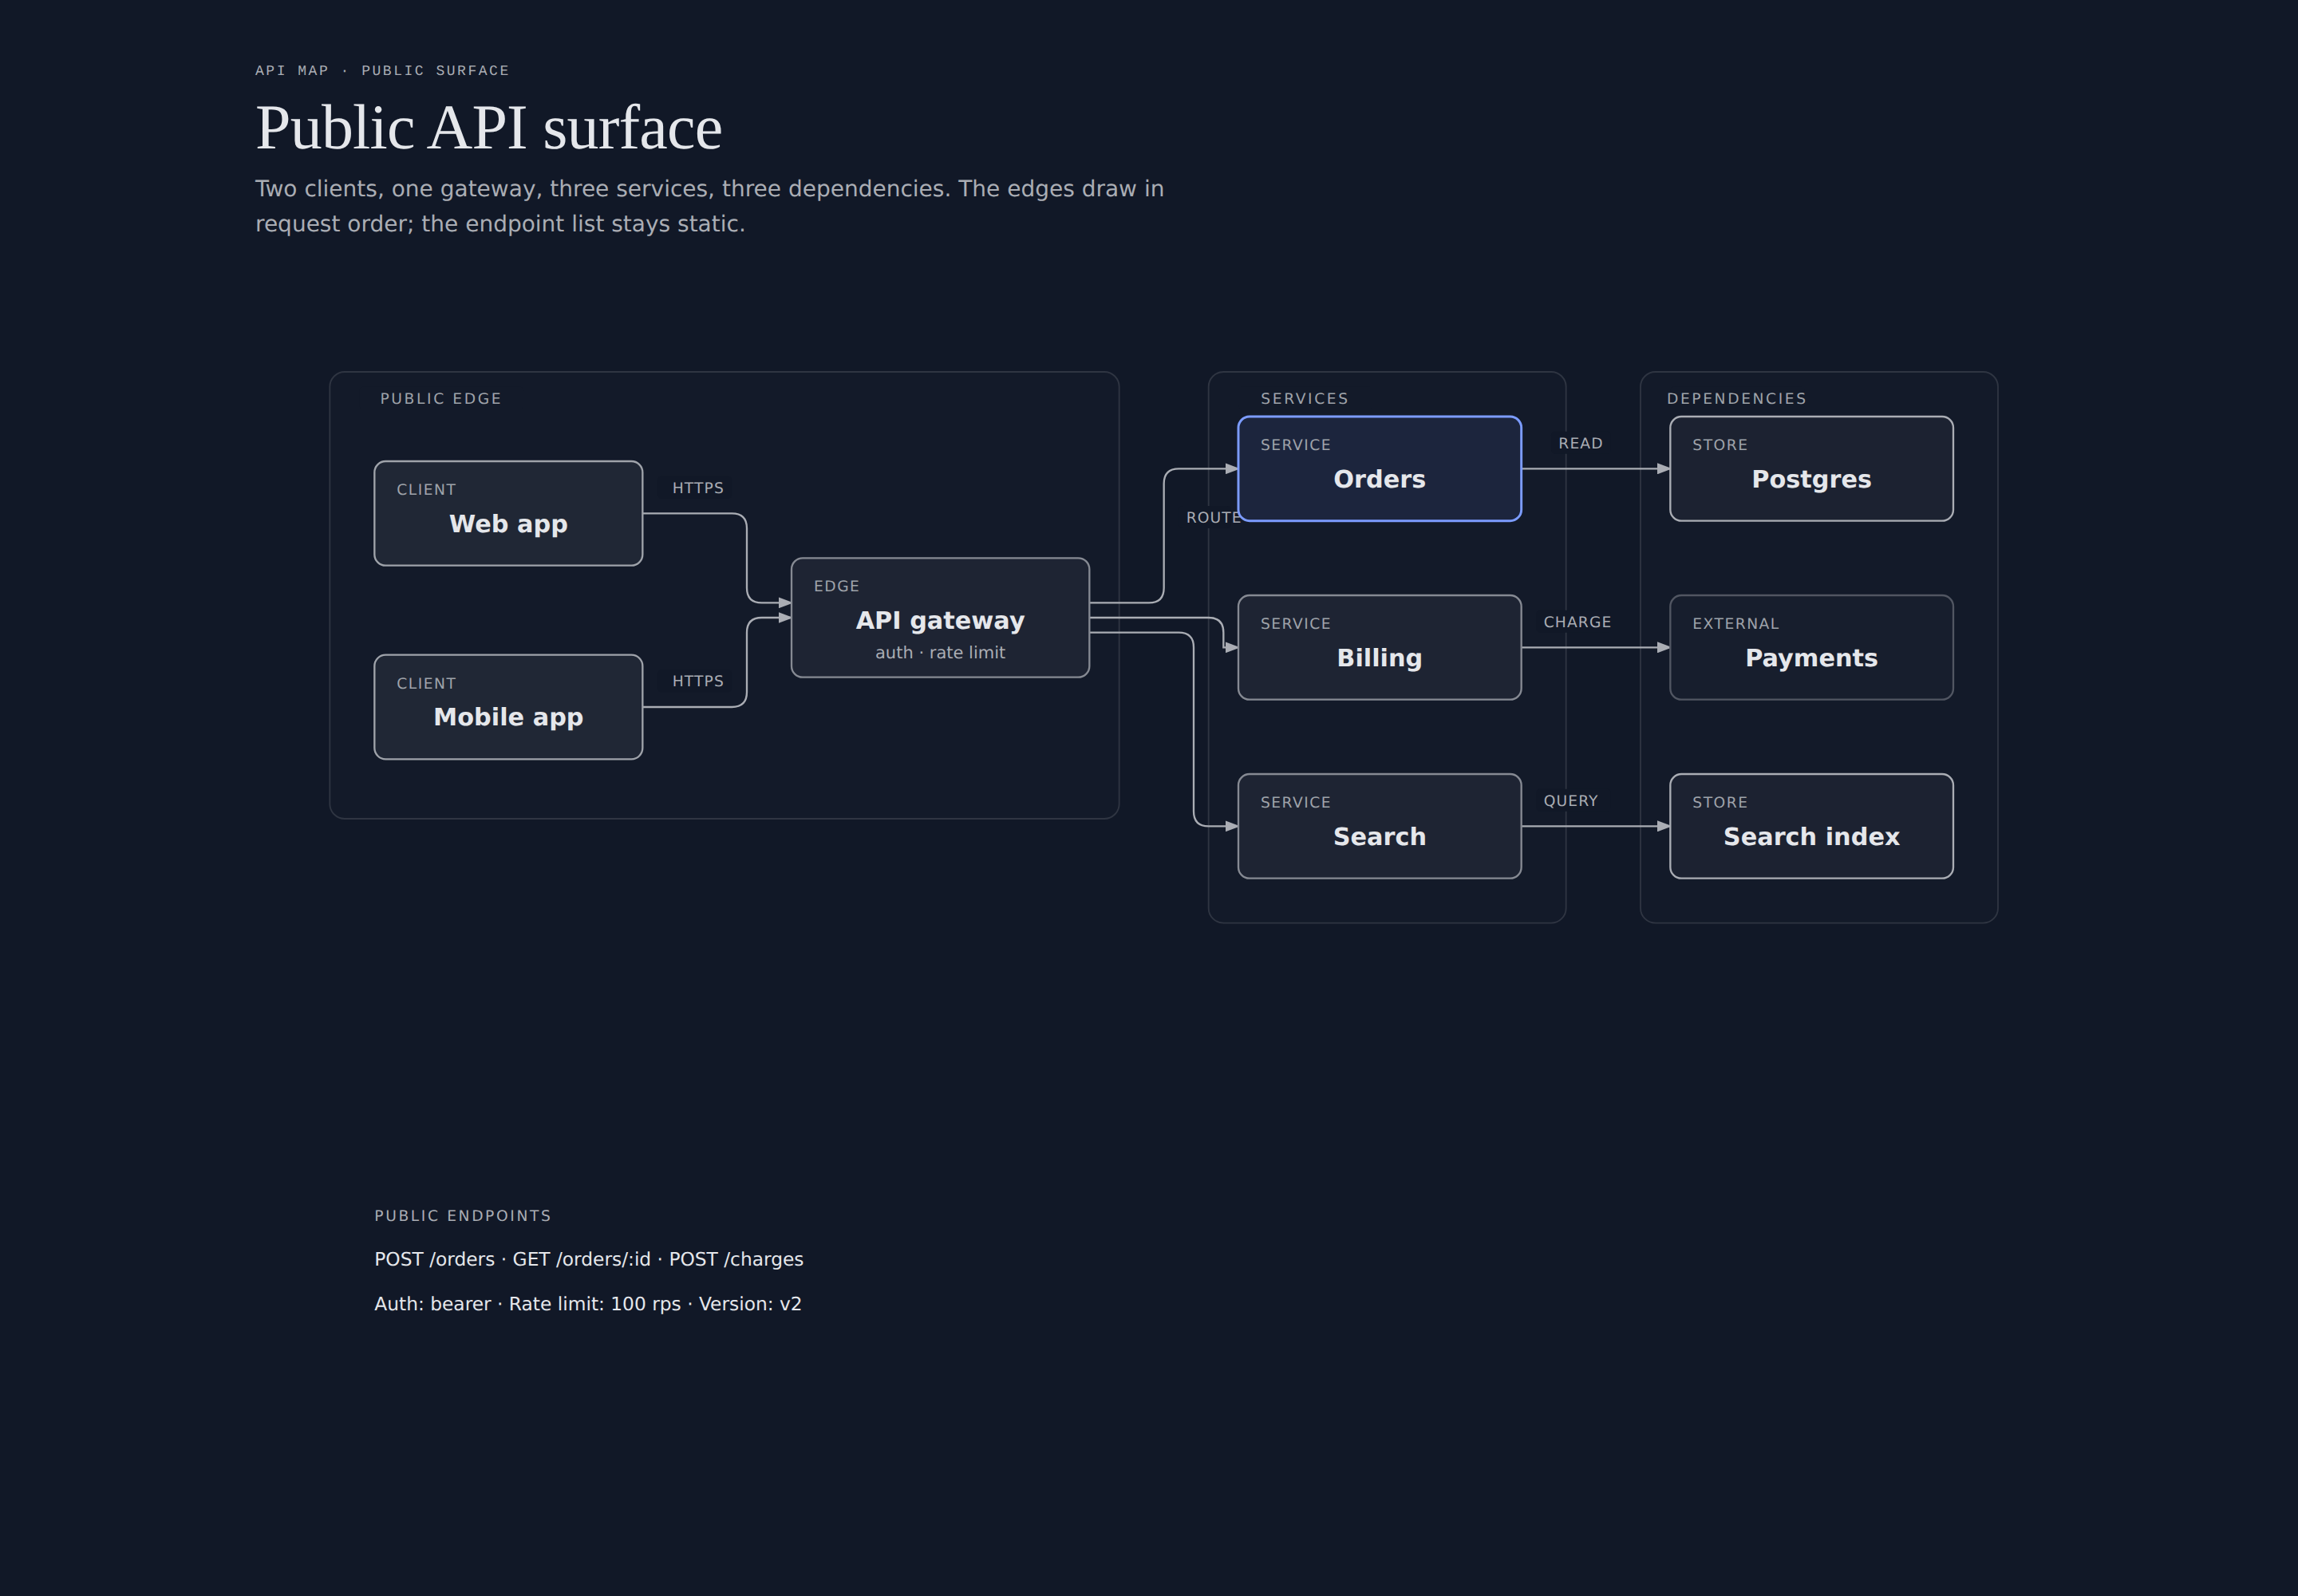 API MAP · PUBLIC SURFACE
Public API surface
Two clients, one gateway, three services, three dependencies. The edges draw in
request order; the endpoint list stays static.
PUBLIC EDGE
CLIENT
Web app
HTTPS
CLIENT
Mobile app
HTTPS
EDGE
API gateway
auth · rate limit
ROUTE
SERVICES
SERVICE
Orders
READ
SERVICE
Billing
CHARGE
SERVICE
Search
QUERY
DEPENDENCIES
STORE
Postgres
EXTERNAL
Payments
STORE
Search index
PUBLIC ENDPOINTS
POST /orders · GET /orders/:id · POST /charges
Auth: bearer · Rate limit: 100 rps · Version: v2